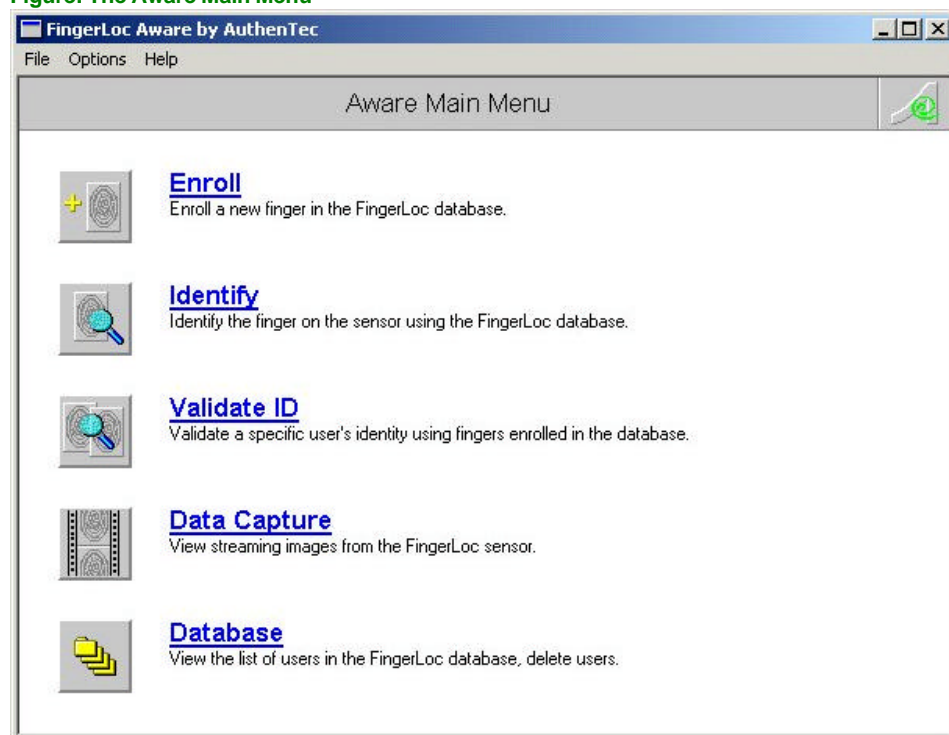 Figure: The Aware Main Menu
FingerLoc Aware by AuthenTec
File Options Help
Aware Main Menu
Enroll
Enroll a new finger in the FingerLoc database.
Identify
Identify the finger on the sensor using the FingerLoc database.
Validate ID
Validate a specific user's identity using fingers enrolled in the database.
Data Capture
View streaming images from the FingerLoc sensor.
Database
View the list of users in the FingerLoc database, delete users.